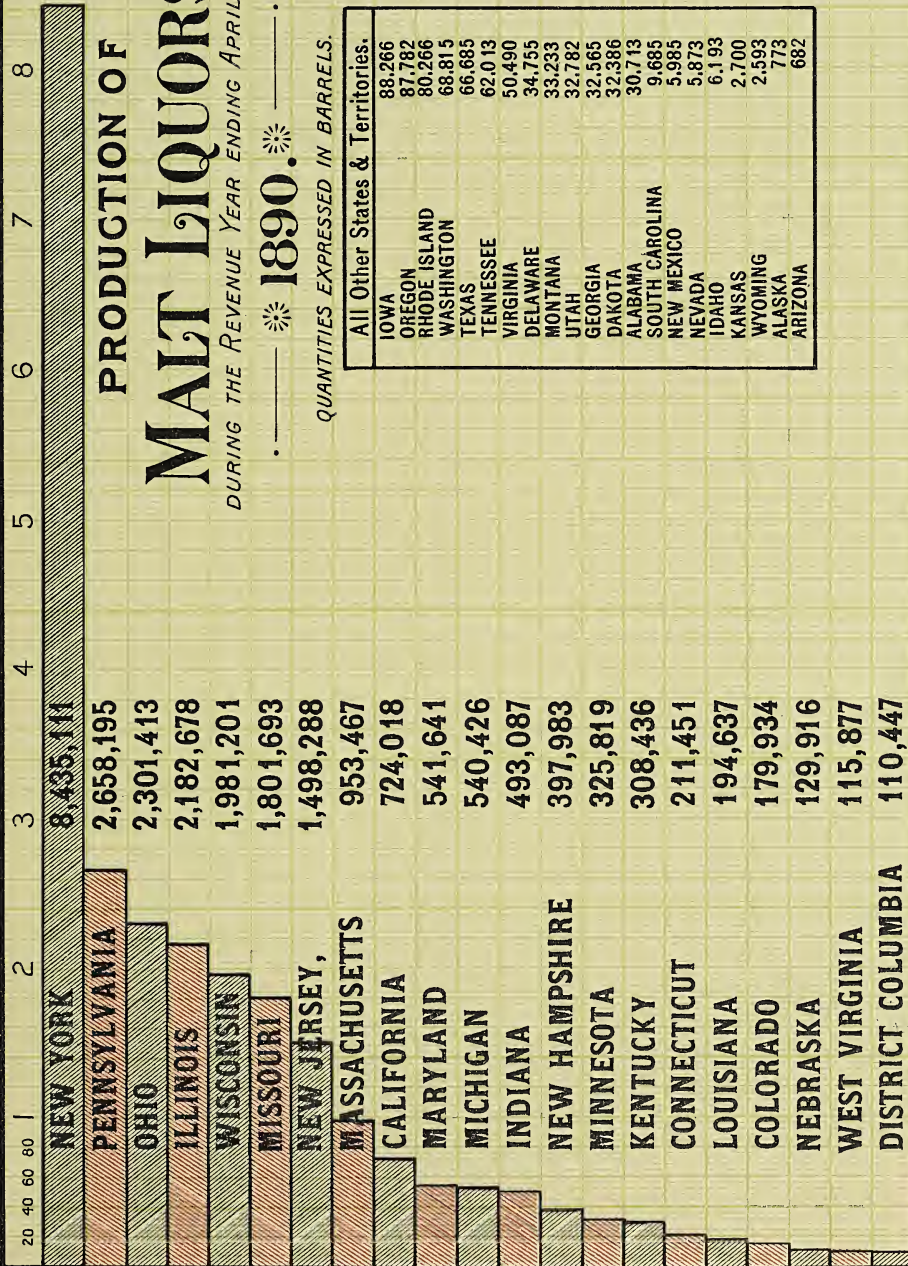 PRODUCTION OF
MALT LIQUORS
DURING THE REVENUE YEAR ENDING APRIL
1890.
QUANTITIES EXPRESSED IN BARRELS.
20 40 60 80 1 2 3 4 5 6 7 8
NEW YORK 8,435,111
PENNSYLVANIA 2,658,195
OHIO 2,301,413
ILLINOIS 2,182,678
WISCONSIN 1,981,201
MISSOURI 1,801,693
NEW JERSEY, 1,498,288
MASSACHUSETTS 953,467
CALIFORNIA 724,018
MARYLAND 541,641
MICHIGAN 540,426
INDIANA 493,087
NEW HAMPSHIRE 397,983
MINNESOTA 325,819
KENTUCKY 308,436
CONNECTICUT 211,451
LOUISIANA 194,637
COLORADO 179,934
NEBRASKA 129,916
WEST VIRGINIA 115,877
DISTRICT COLUMBIA 110,447
All Other States & Territories.
IOWA 88.266
OREGON 87.782
RHODE ISLAND 80.266
WASHINGTON 68.815
TEXAS 66.685
TENNESSEE 62.013
VIRGINIA 50.490
DELAWARE 34.755
MONTANA 33.233
UTAH 32.782
GEORGIA 32.565
DAKOTA 32.386
ALABAMA 30.713
SOUTH CAROLINA 9.685
NEW MEXICO 5.985
NEVADA 5.873
IDAHO 6.193
KANSAS 2.700
WYOMING 2.593
ALASKA 773
ARIZONA 682